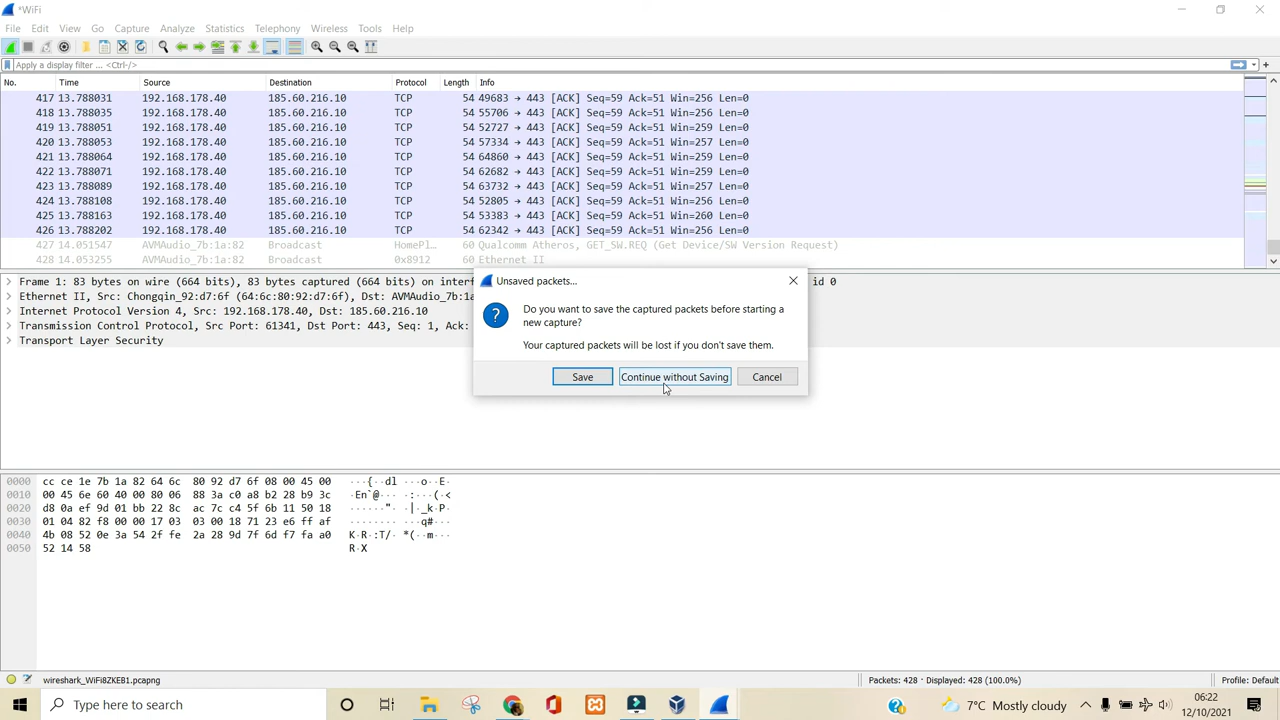 *WiFi
File Edit View Go Capture Analyze Statistics Telephony Wireless Tools Help
Apply a display filter ... <Ctrl-/>
No. Time Source Destination Protocol Length Info
417 13.788031 192.168.178.40 185.60.216.10 TCP 54 49683 → 443 [ACK] Seq=59 Ack=51 Win=256 Len=0
418 13.788035 192.168.178.40 185.60.216.10 TCP 54 55706 → 443 [ACK] Seq=59 Ack=51 Win=256 Len=0
419 13.788051 192.168.178.40 185.60.216.10 TCP 54 52727 → 443 [ACK] Seq=59 Ack=51 Win=259 Len=0
420 13.788053 192.168.178.40 185.60.216.10 TCP 54 57334 → 443 [ACK] Seq=59 Ack=51 Win=256 Len=0
421 13.788064 192.168.178.40 185.60.216.10 TCP 54 64860 → 443 [ACK] Seq=59 Ack=51 Win=259 Len=0
422 13.788071 192.168.178.40 185.60.216.10 TCP 54 62682 → 443 [ACK] Seq=59 Ack=51 Win=256 Len=0
423 13.788089 192.168.178.40 185.60.216.10 TCP 54 63732 → 443 [ACK] Seq=59 Ack=51 Win=257 Len=0
424 13.788108 192.168.178.40 185.60.216.10 TCP 54 52805 → 443 [ACK] Seq=59 Ack=51 Win=256 Len=0
425 13.788163 192.168.178.40 185.60.216.10 TCP 54 53383 → 443 [ACK] Seq=59 Ack=51 Win=260 Len=0
426 13.788202 192.168.178.40 185.60.216.10 TCP 54 62342 → 443 [ACK] Seq=59 Ack=51 Win=256 Len=0
427 14.051547 AVMAudio_7b:1a:82 Broadcast HomePl… 60 Qualcomm Atheros, GET_SW.REQ (Get Device/SW Version Request)
428 14.053255 AVMAudio_7b:1a:82 Broadcast 0x8912 60 Ethernet II
Frame 1: 83 bytes on wire (664 bits), 83 bytes captured (664 bits) on interf id 0
Ethernet II, Src: Chongqin_92:d7:6f (64:6c:80:92:d7:6f), Dst: AVMAudio_7b:1a
Internet Protocol Version 4, Src: 192.168.178.40, Dst: 185.60.216.10
Transmission Control Protocol, Src Port: 61341, Dst Port: 443, Seq: 1, Ack:
Transport Layer Security
Unsaved packets...
Do you want to save the captured packets before starting a
new capture?
Your captured packets will be lost if you don't save them.
Save Continue without Saving Cancel
0000 cc ce 1e 7b 1a 82 64 6c 80 92 d7 6f 08 00 45 00 ···{··dl ···o··E·
0010 00 45 6e 60 40 00 80 06 88 3a c0 a8 b2 28 b9 3c ·En`@··· ·:···(·<
0020 d8 0a ef 9d 01 bb 22 8c ac 7c c4 5f 6b 11 50 18 ······"· ·|·_k·P·
0030 01 04 82 f8 00 00 17 03 03 00 18 71 23 e6 ff af ········ ···q#···
0040 4b 08 52 0e 3a 54 2f fe 2a 28 9d 7f 6d f7 fa a0 K·R·:T/· *(··m···
0050 52 14 58 R·X
wireshark_WiFi8ZKEB1.pcapng Packets: 428 · Displayed: 428 (100.0%) Profile: Default
Type here to search 7°C Mostly cloudy 06:22
12/10/2021